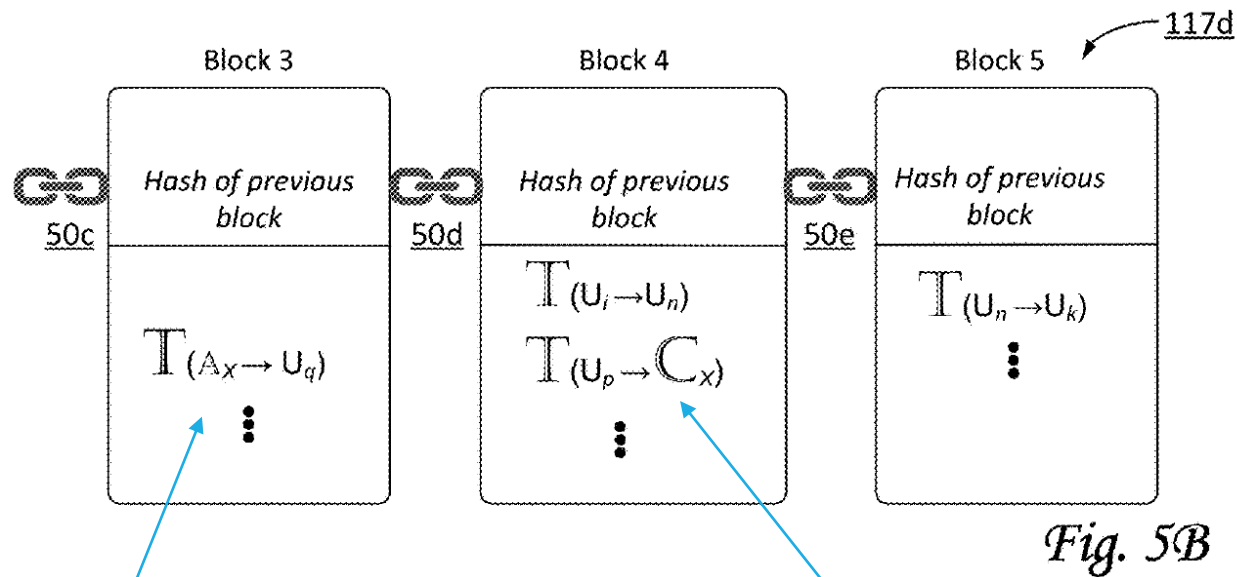 117d
Block 3 Block 4 Block 5
Hash of previous
block
Hash of previous
block
Hash of previous
block
50c 50d 50e
𝕋(𝔸x→ Uq)
𝕋(Ui→Un)
𝕋(Up→ℂx)
𝕋(Un→Uk)
Fig. 5B